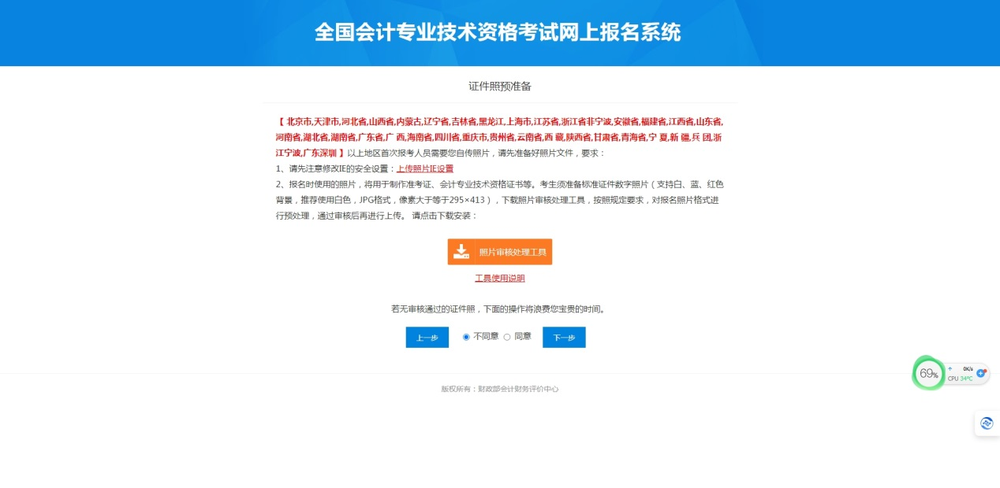 全国会计专业技术资格考试网上报名系统
证件照预准备
【 北京市,天津市,河北省,山西省,内蒙古,辽宁省,吉林省,黑龙江,上海市,江苏省,浙江省非宁波,安徽省,福建省,江西省,山东省,
河南省,湖北省,湖南省,广东省,广 西,海南省,四川省,重庆市,贵州省,云南省,西 藏,陕西省,甘肃省,青海省,宁 夏,新 疆,兵 团,浙
江宁波,广东深圳 】以上地区首次报考人员需要您自传照片，请先准备好照片文件，要求：
1、请先注意修改IE的安全设置：上传照片IE设置
2、报名时使用的照片，将用于制作准考证、会计专业技术资格证书等。考生须准备标准证件数字照片（支持白、蓝、红色
背景，推荐使用白色，JPG格式，像素大于等于295×413），下载照片审核处理工具，按照规定要求，对报名照片格式进
行预处理，通过审核后再进行上传。 请点击下载安装：
照片审核处理工具
工具使用说明
若无审核通过的证件照，下面的操作将浪费您宝贵的时间。
上一步 不同意 同意 下一步
69% 0K/s
CPU 34°C
版权所有：财政部会计财务评价中心